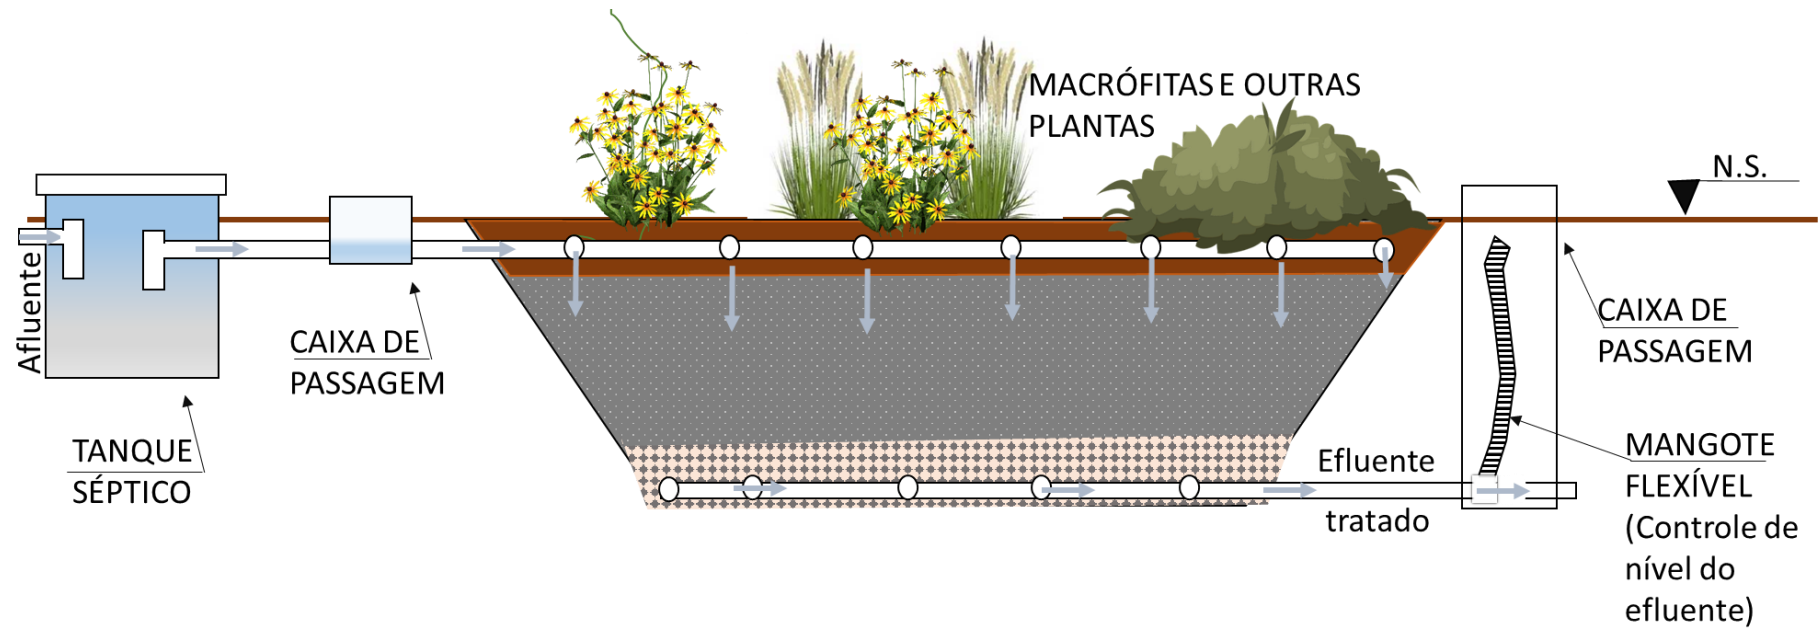 Afluente
TANQUE
SÉPTICO
CAIXA DE
PASSAGEM
MACRÓFITAS E OUTRAS
PLANTAS
N.S.
CAIXA DE
PASSAGEM
Efluente
tratado
MANGOTE
FLEXÍVEL
(Controle de
nível do
efluente)